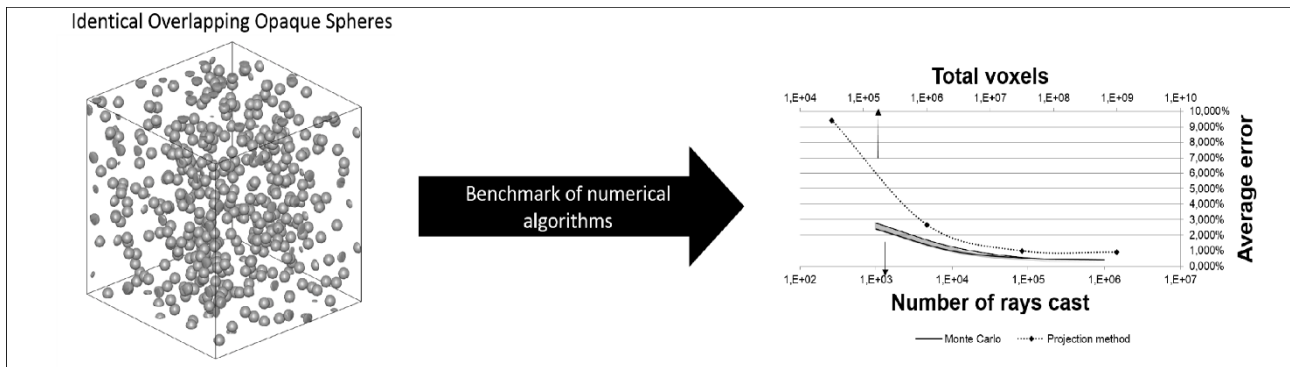 Identical Overlapping Opaque Spheres
Benchmark of numerical
algorithms
Total voxels
1,E+04 1,E+05 1,E+06 1,E+07 1,E+08 1,E+09 1,E+10
10,000%
9,000%
8,000%
7,000%
6,000%
5,000%
4,000%
3,000%
2,000%
1,000%
0,000%
Average error
1,E+02 1,E+03 1,E+04 1,E+05 1,E+06 1,E+07
Number of rays cast
Monte Carlo Projection method